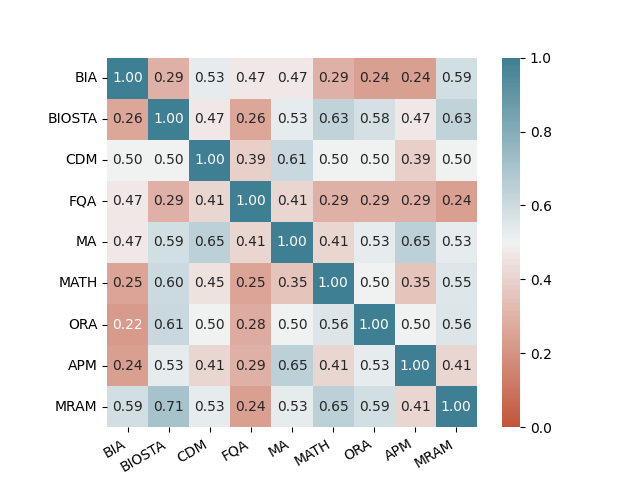 BIA 1.00 0.29 0.53 0.47 0.47 0.29 0.24 0.24 0.59
BIOSTA 0.26 1.00 0.47 0.26 0.53 0.63 0.58 0.47 0.63
CDM 0.50 0.50 1.00 0.39 0.61 0.50 0.50 0.39 0.50
FQA 0.47 0.29 0.41 1.00 0.41 0.29 0.29 0.29 0.24
MA 0.47 0.59 0.65 0.41 1.00 0.41 0.53 0.65 0.53
MATH 0.25 0.60 0.45 0.25 0.35 1.00 0.50 0.35 0.55
ORA 0.22 0.61 0.50 0.28 0.50 0.56 1.00 0.50 0.56
APM 0.24 0.53 0.41 0.29 0.65 0.41 0.53 1.00 0.41
MRAM 0.59 0.71 0.53 0.24 0.53 0.65 0.59 0.41 1.00
BIA BIOSTA CDM FQA MA MATH ORA APM MRAM
1.0
0.8
0.6
0.4
0.2
0.0